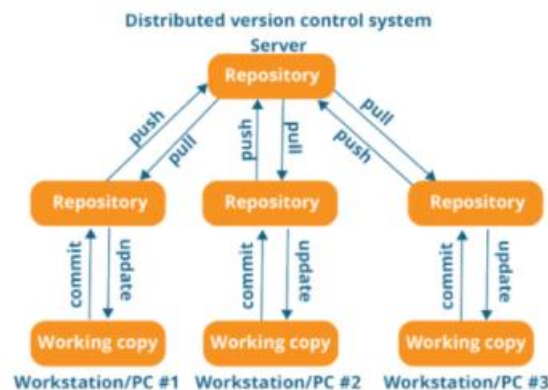 Distributed version control system
Server
Repository
push
pull
push
pull
push
pull
Repository
Repository
Repository
commit
update
commit
update
commit
update
Working copy
Working copy
Working copy
Workstation/PC #1
Workstation/PC #2
Workstation/PC #3